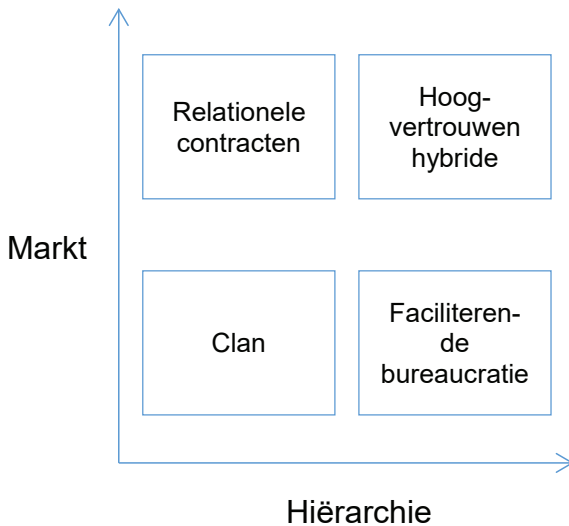 Relationele
contracten
Hoog-
vertrouwen
hybride
Markt
Clan
Faciliteren-
de
bureaucratie
Hiërarchie